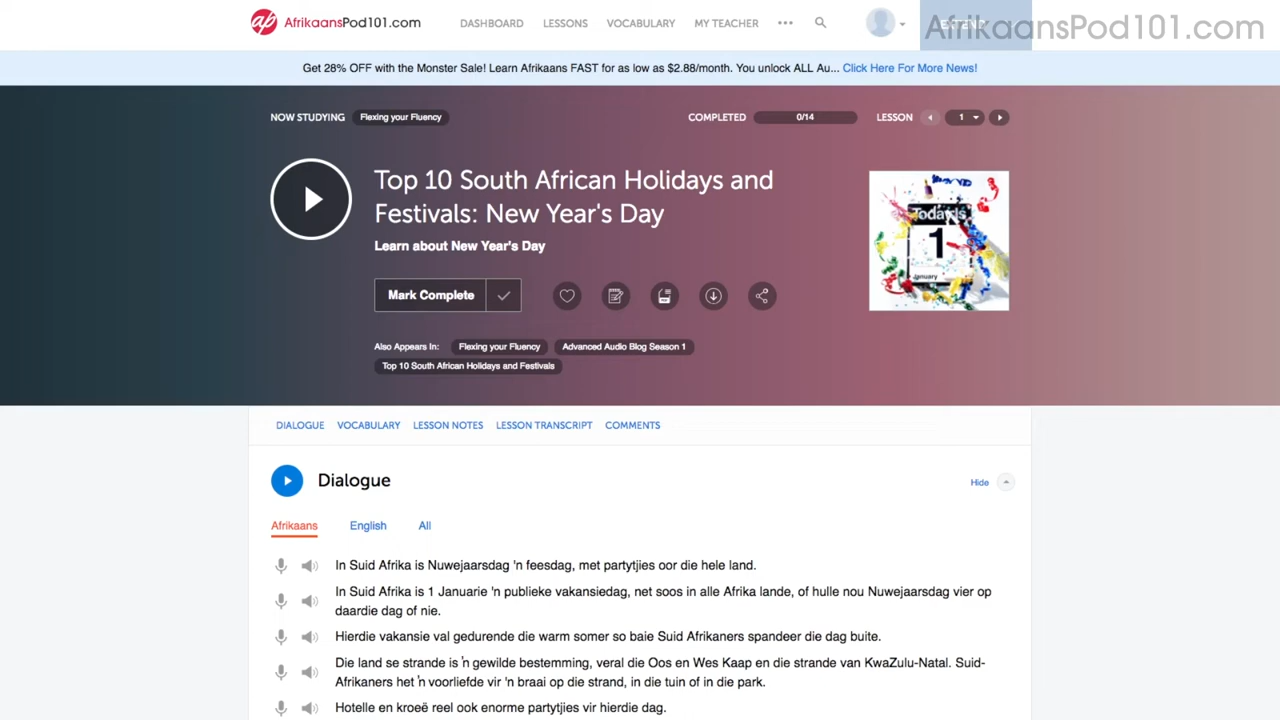 AfrikaansPod101.com
DASHBOARD LESSONS VOCABULARY MY TEACHER
AfrikaansPod101.com
Get 28% OFF with the Monster Sale! Learn Afrikaans FAST for as low as $2.88/month. You unlock ALL Au... Click Here For More News!
NOW STUDYING Flexing your Fluency COMPLETED 0/14 LESSON 1
Top 10 South African Holidays and
Festivals: New Year's Day
Learn about New Year's Day
Today is
1
January
Mark Complete
Also Appears In: Flexing your Fluency Advanced Audio Blog Season 1
Top 10 South African Holidays and Festivals
DIALOGUE VOCABULARY LESSON NOTES LESSON TRANSCRIPT COMMENTS
Dialogue Hide
Afrikaans English All
In Suid Afrika is Nuwejaarsdag 'n feesdag, met partytjies oor die hele land.
In Suid Afrika is 1 Januarie 'n publieke vakansiedag, net soos in alle Afrika lande, of hulle nou Nuwejaarsdag vier op
daardie dag of nie.
Hierdie vakansie val gedurende die warm somer so baie Suid Afrikaners spandeer die dag buite.
Die land se strande is 'n gewilde bestemming, veral die Oos en Wes Kaap en die strande van KwaZulu-Natal. Suid-
Afrikaners het 'n voorliefde vir 'n braai op die strand, in die tuin of in die park.
Hotelle en kroeë reel ook enorme partytjies vir hierdie dag.